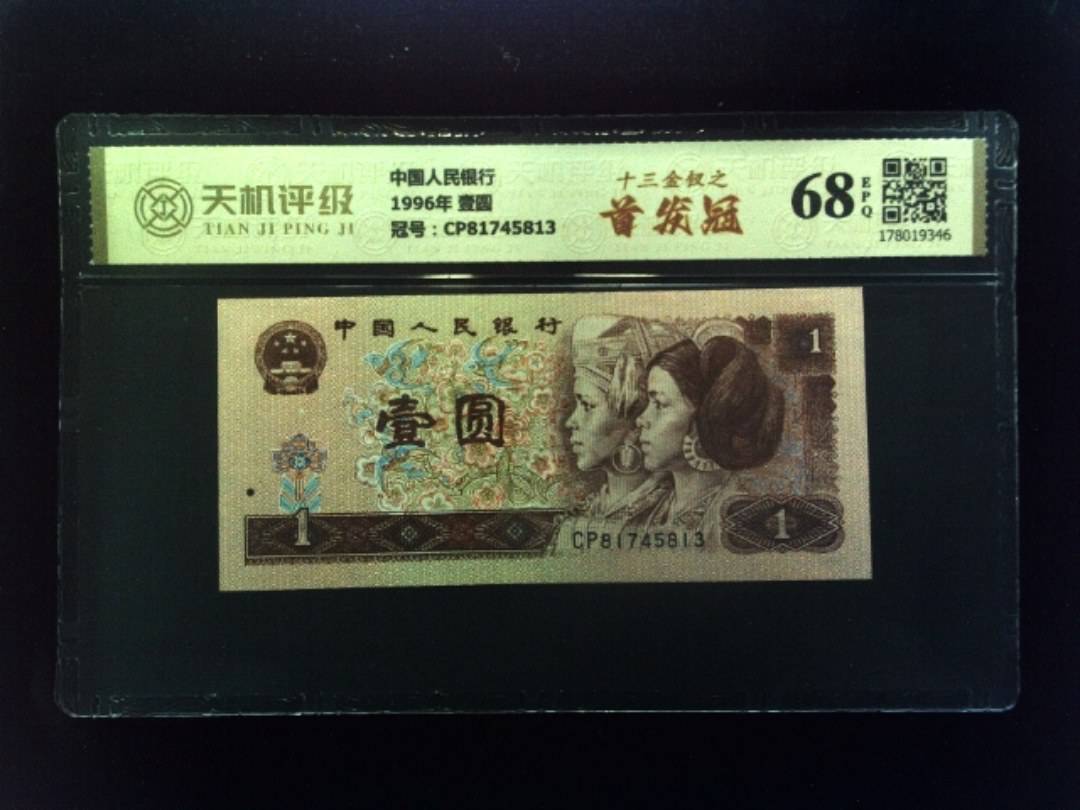 天机评级
TIAN JI PING JI
中国人民银行
1996年 壹圆
冠号：CP81745813
十三金钗之
首发冠
68
EPQ
178019346
中国人民银行
壹圆
1
1
CP81745813
1